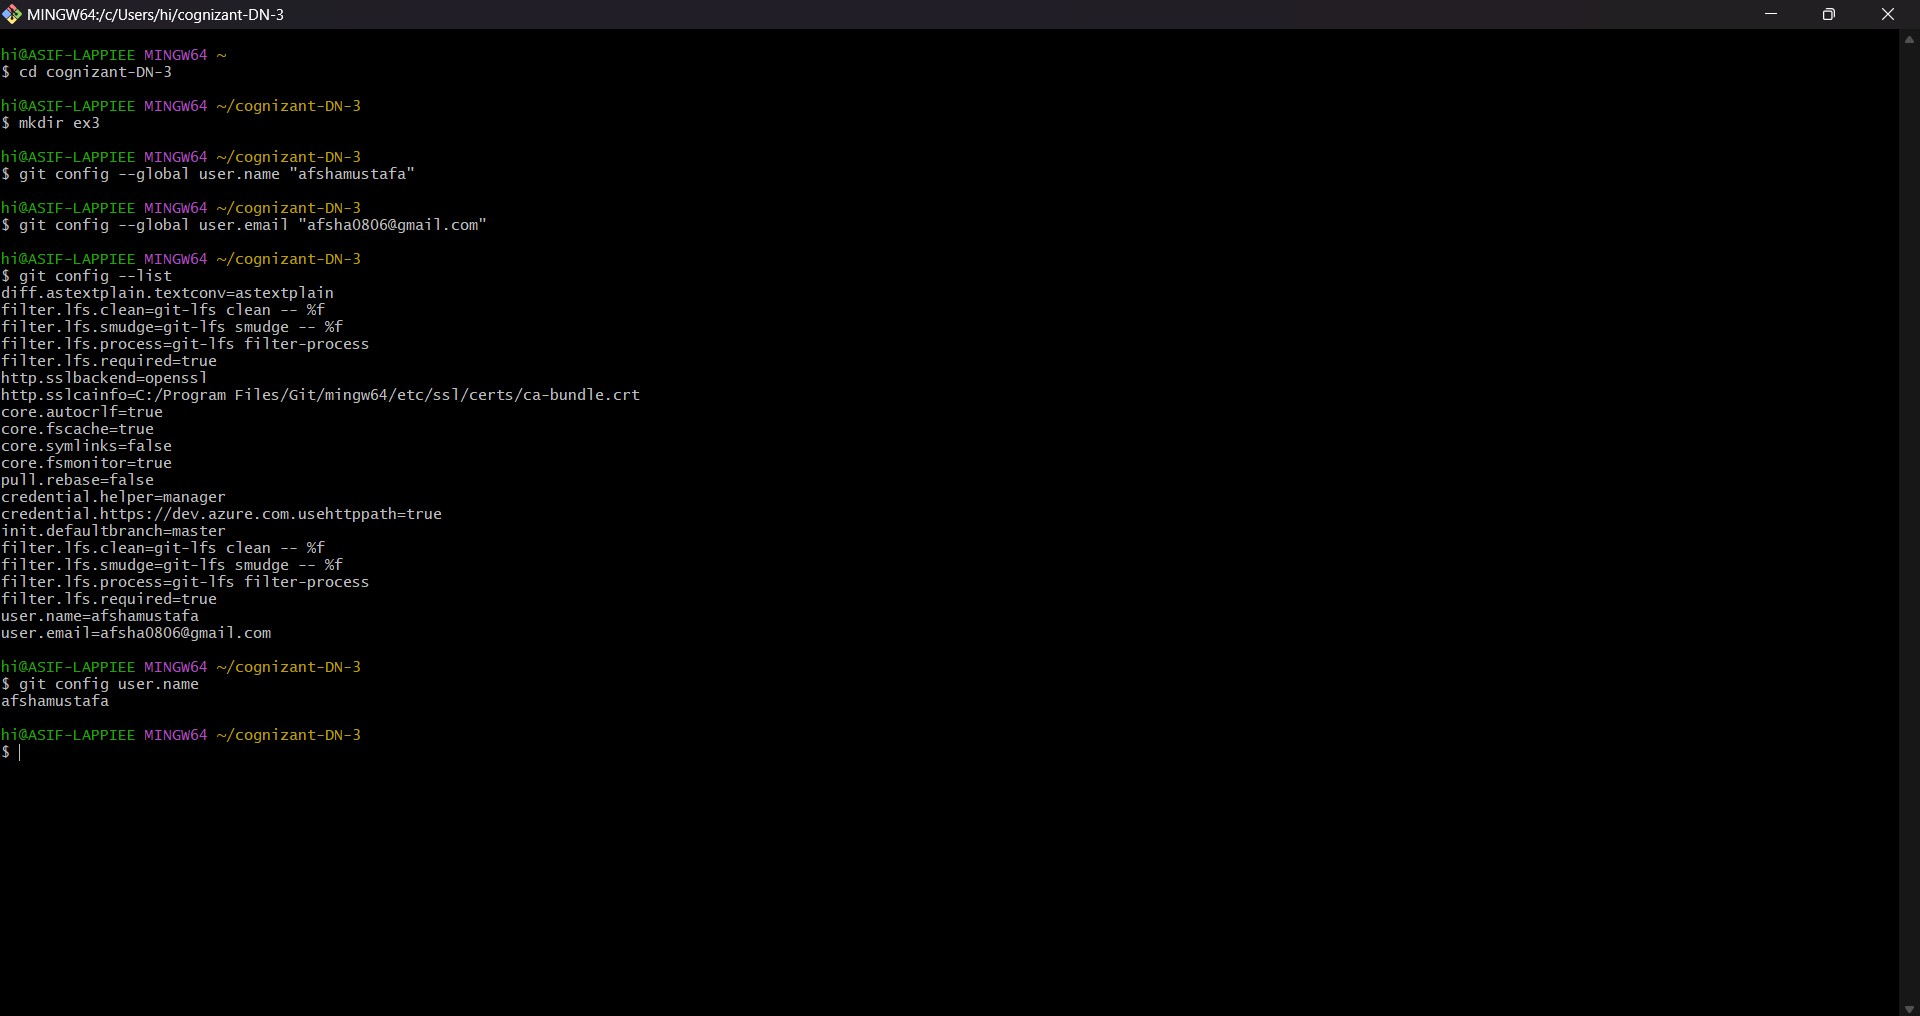 MINGW64:/c/Users/hi/cognizant-DN-3
hi@ASIF-LAPPIEE MINGW64 ~
$ cd cognizant-DN-3
hi@ASIF-LAPPIEE MINGW64 ~/cognizant-DN-3
$ mkdir ex3
hi@ASIF-LAPPIEE MINGW64 ~/cognizant-DN-3
$ git config --global user.name "afshamustafa"
hi@ASIF-LAPPIEE MINGW64 ~/cognizant-DN-3
$ git config --global user.email "afsha0806@gmail.com"
hi@ASIF-LAPPIEE MINGW64 ~/cognizant-DN-3
$ git config --list
diff.astextplain.textconv=astextplain
filter.lfs.clean=git-lfs clean -- %f
filter.lfs.smudge=git-lfs smudge -- %f
filter.lfs.process=git-lfs filter-process
filter.lfs.required=true
http.sslbackend=openssl
http.sslcainfo=C:/Program Files/Git/mingw64/etc/ssl/certs/ca-bundle.crt
core.autocrlf=true
core.fscache=true
core.symlinks=false
core.fsmonitor=true
pull.rebase=false
credential.helper=manager
credential.https://dev.azure.com.usehttppath=true
init.defaultbranch=master
filter.lfs.clean=git-lfs clean -- %f
filter.lfs.smudge=git-lfs smudge -- %f
filter.lfs.process=git-lfs filter-process
filter.lfs.required=true
user.name=afshamustafa
user.email=afsha0806@gmail.com
hi@ASIF-LAPPIEE MINGW64 ~/cognizant-DN-3
$ git config user.name
afshamustafa
hi@ASIF-LAPPIEE MINGW64 ~/cognizant-DN-3
$